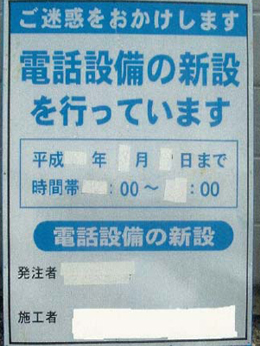 ご迷惑をおかけします
電話設備の新設
を行っています
平成 年 月 日まで
時間帯 :00~ :00
電話設備の新設
発注者
施工者